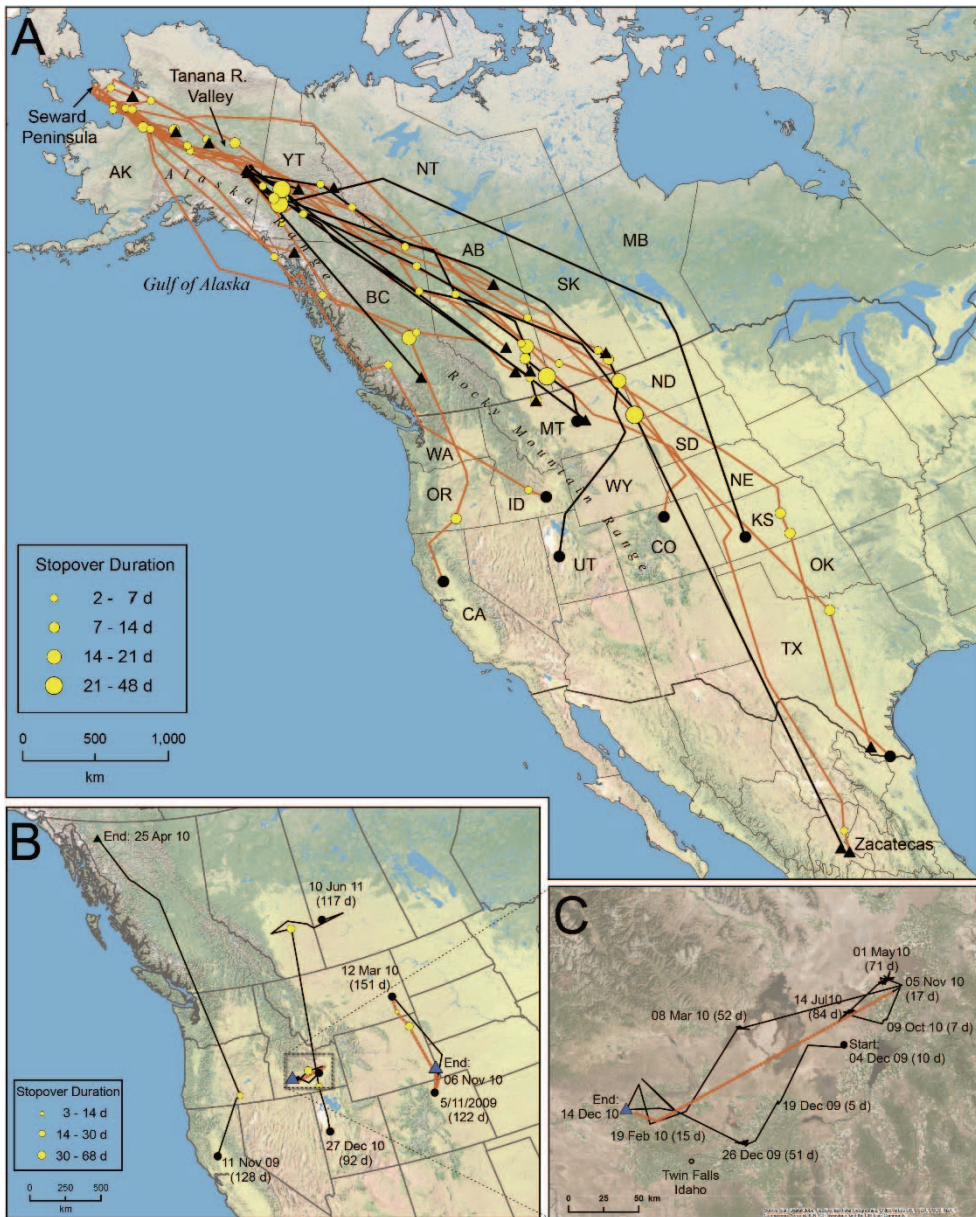 A
Tanana R.
Valley
Seward
Peninsula
AK
YT
NT
Alaska Range
AB
MB
SK
Gulf of Alaska
BC
ND
Rocky Mountain Range
MT
SD
WA
OR
ID
WY
NE
KS
CO
UT
OK
CA
TX
Stopover Duration
2 - 7 d
7 - 14 d
14 - 21 d
21 - 48 d
0 500 1,000
km
Zacatecas
B
End: 25 Apr 10
10 Jun 11
(117 d)
12 Mar 10
(151 d)
End:
06 Nov 10
5/11/2009
(122 d)
27 Dec 10
(92 d)
11 Nov 09
(128 d)
Stopover Duration
3 - 14 d
14 - 30 d
30 - 68 d
0 250 500
km
C
01 May10
(71 d)
05 Nov 10
(17 d)
14 Jul10
(84 d)
08 Mar 10 (52 d)
09 Oct 10 (7 d)
Start:
04 Dec 09 (10 d)
End:
14 Dec 10
19 Dec 09 (5 d)
19 Feb 10 (15 d)
26 Dec 09 (51 d)
Twin Falls
Idaho
0 25 50 km